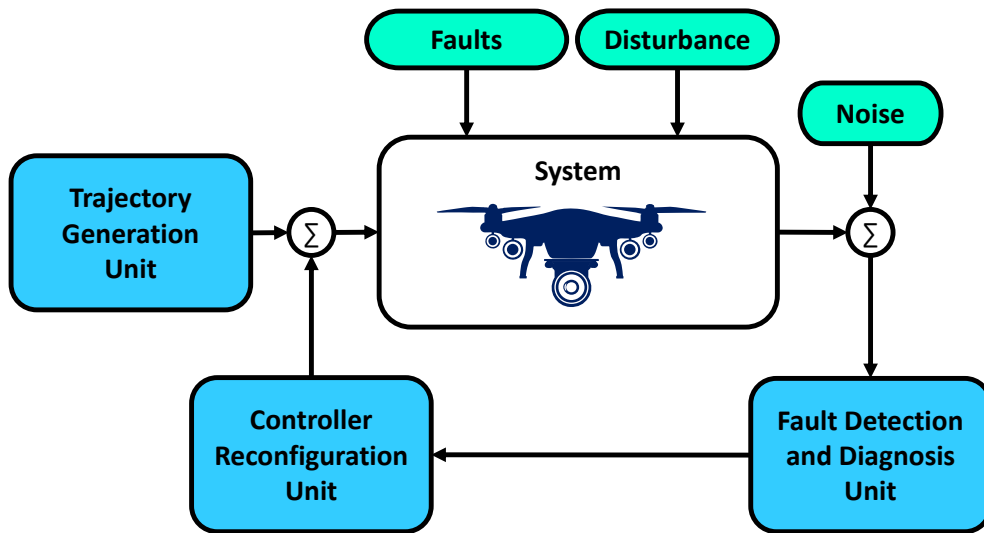 Faults
Disturbance
Noise
System
Trajectory
Generation
Unit
Σ
Σ
Controller
Reconfiguration
Unit
Fault Detection
and Diagnosis
Unit